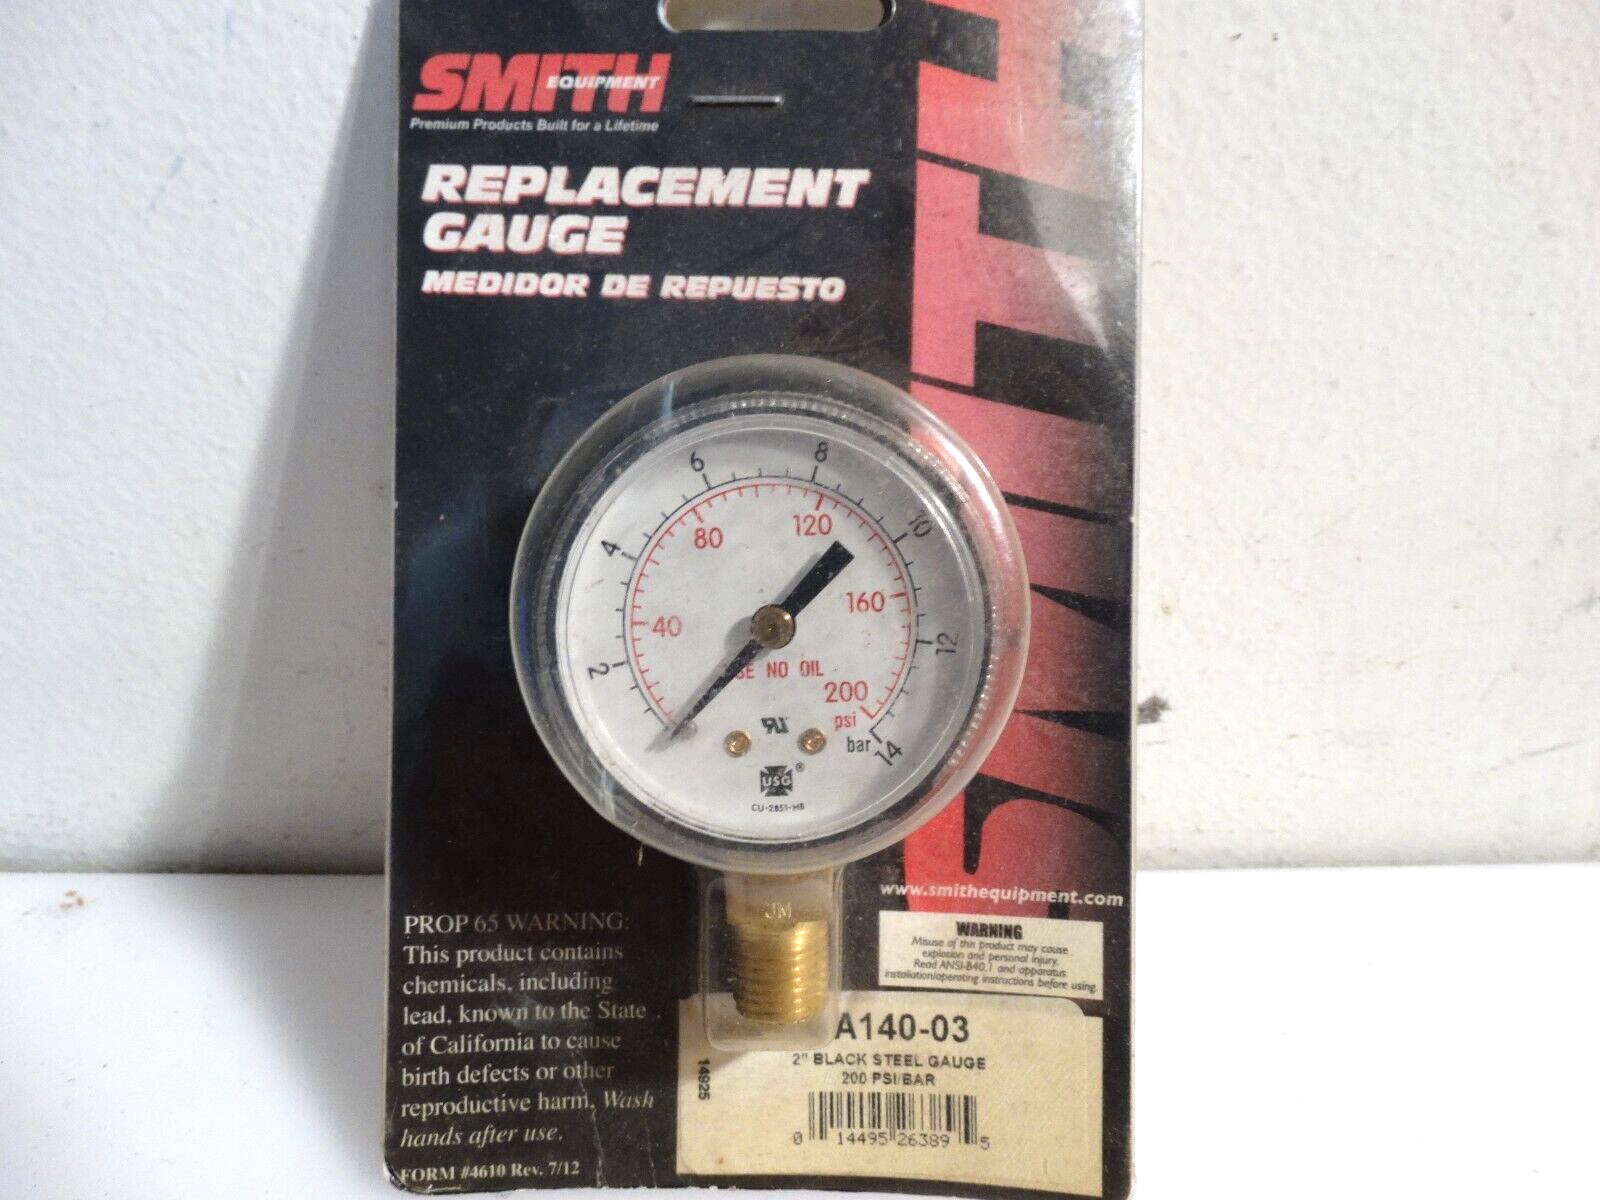 SMITH
EQUIPMENT
Premium Products Built for a Lifetime
REPLACEMENT
GAUGE
MEDIDOR DE REPUESTO
SMITH
2
4
6
8
10
12
14
bar
40
80
120
160
200
psi
SE NO OIL
USG ®
CU-2851-HB
JM
www.smithequipment.com
WARNING
Misuse of this product may cause
explosion and personal injury.
Read ANSI-B40.1 and apparatus
installation/operating instructions before using.
PROP 65 WARNING:
This product contains
chemicals, including
lead, known to the State
of California to cause
birth defects or other
reproductive harm. Wash
hands after use.
FORM #4610 Rev. 7/12
A140-03
2" BLACK STEEL GAUGE
200 PSI/BAR
14925
0 14495 26389 5